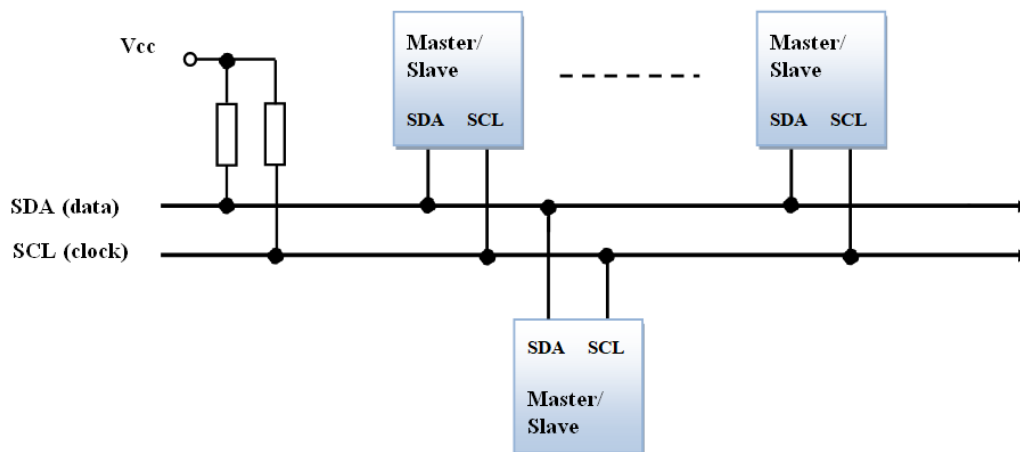 Vcc
Master/
Slave
SDA SCL
Master/
Slave
SDA SCL
SDA (data)
SCL (clock)
SDA SCL
Master/
Slave